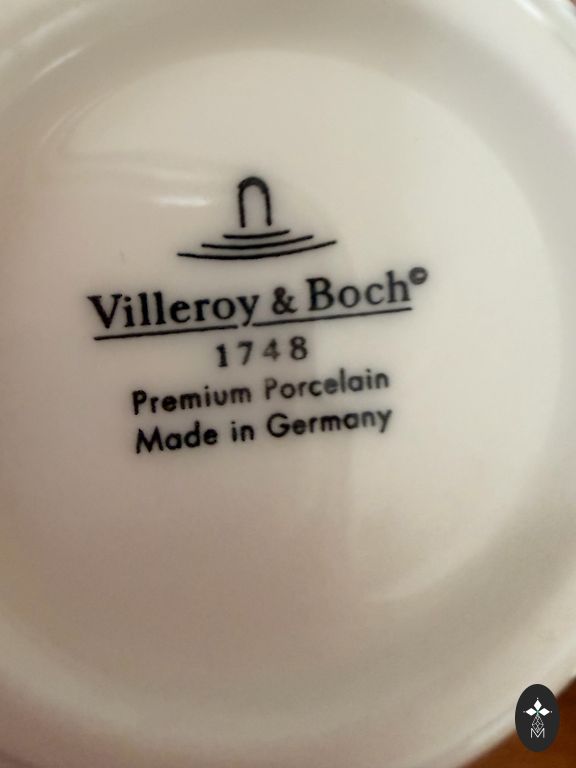 Villeroy & Boch©
1748
Premium Porcelain
Made in Germany
M